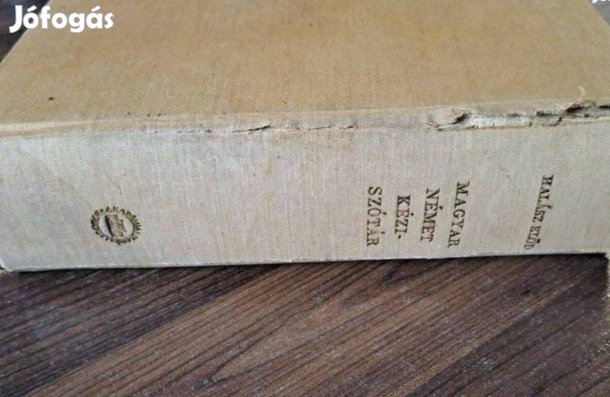 Jófogás
HALÁSZ ELŐD
MAGYAR
NÉMET
KÉZI-
SZÓTÁR